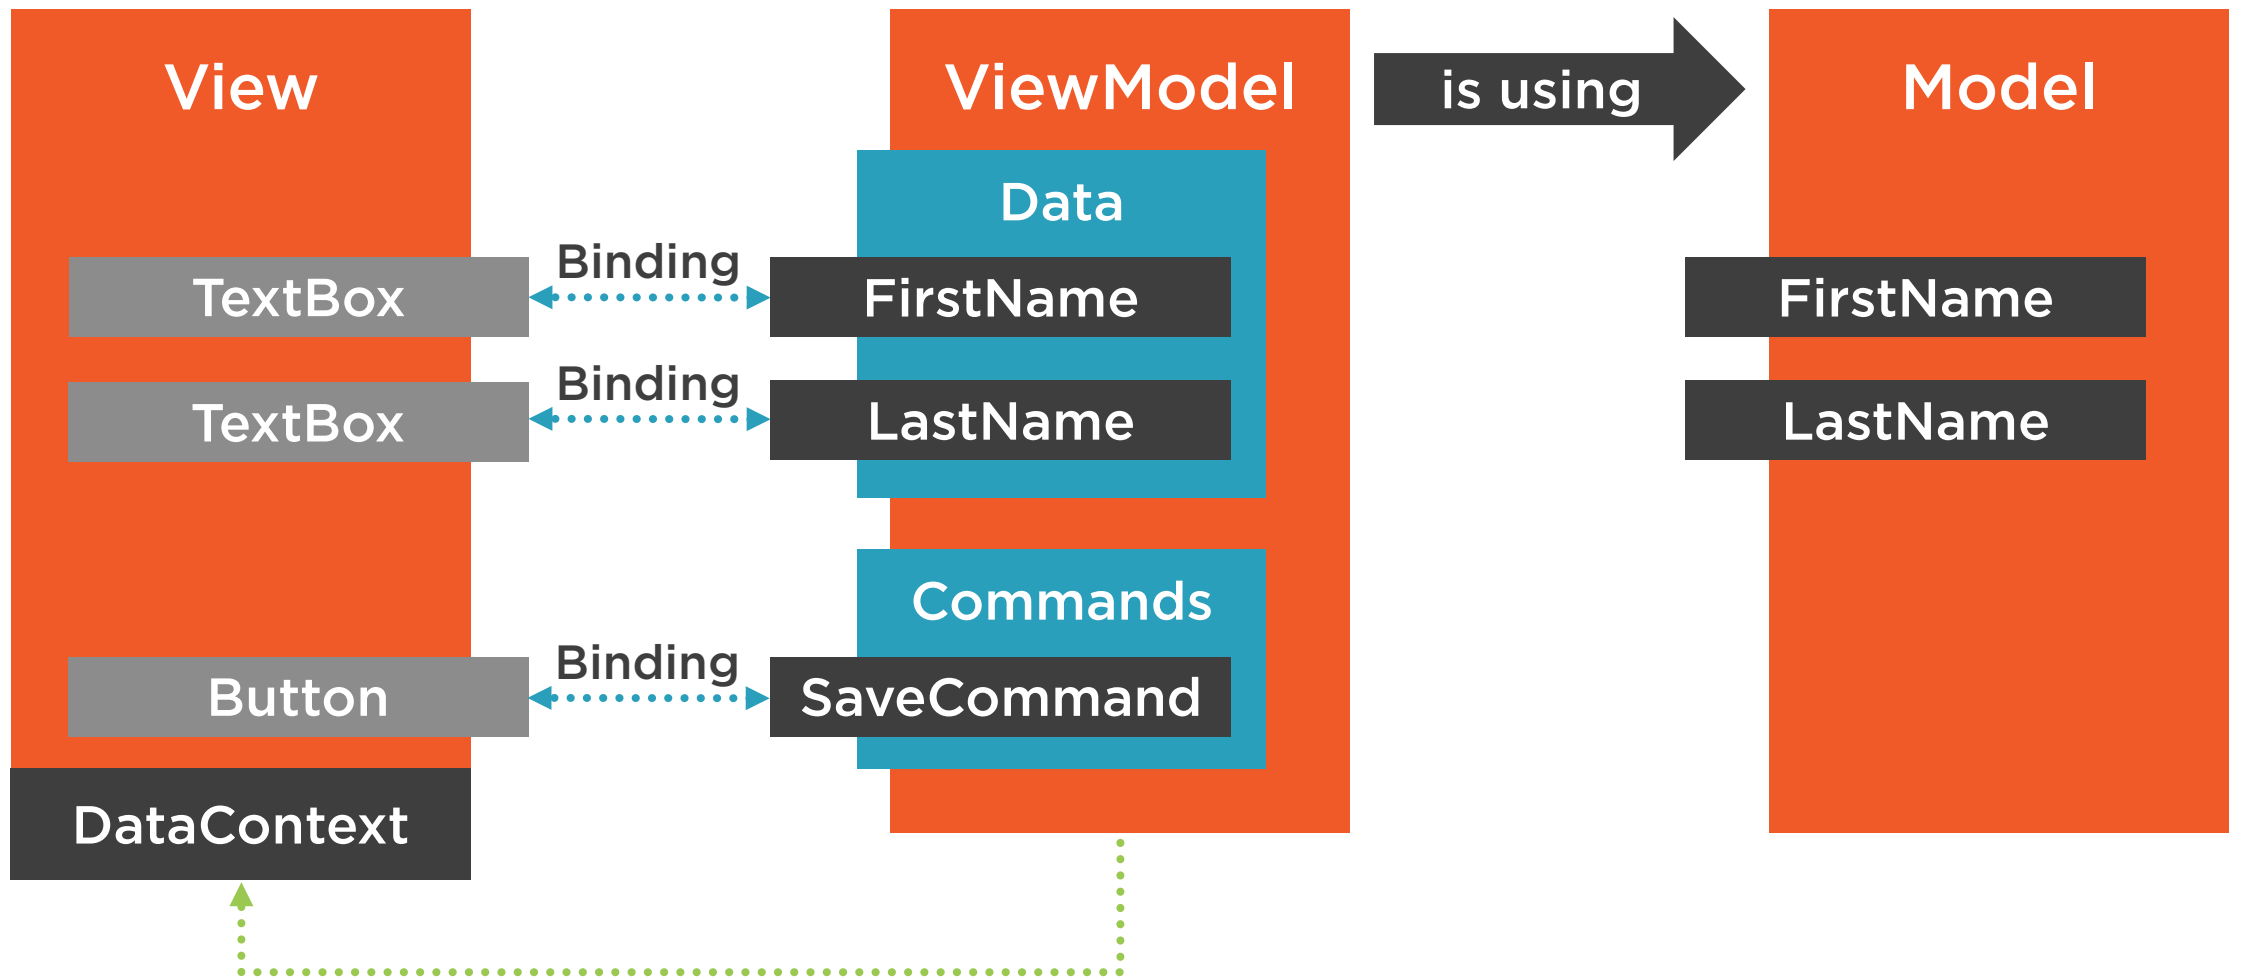 View
ViewModel
is using
Model
Data
TextBox
Binding
FirstName
FirstName
TextBox
Binding
LastName
LastName
Commands
Button
Binding
SaveCommand
DataContext